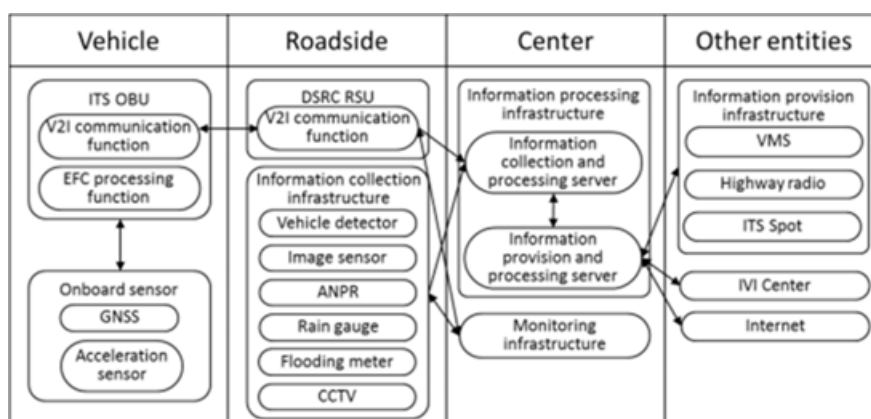 Vehicle
Roadside
Center
Other entities
ITS OBU
V2I communication
function
EFC processing
function
Onboard sensor
GNSS
Acceleration
sensor
DSRC RSU
V2I communication
function
Information collection
infrastructure
Vehicle detector
Image sensor
ANPR
Rain gauge
Flooding meter
CCTV
Information processing
infrastructure
Information
collection and
processing server
Information
provision and
processing server
Monitoring
infrastructure
Information provision
infrastructure
VMS
Highway radio
ITS Spot
IVI Center
Internet